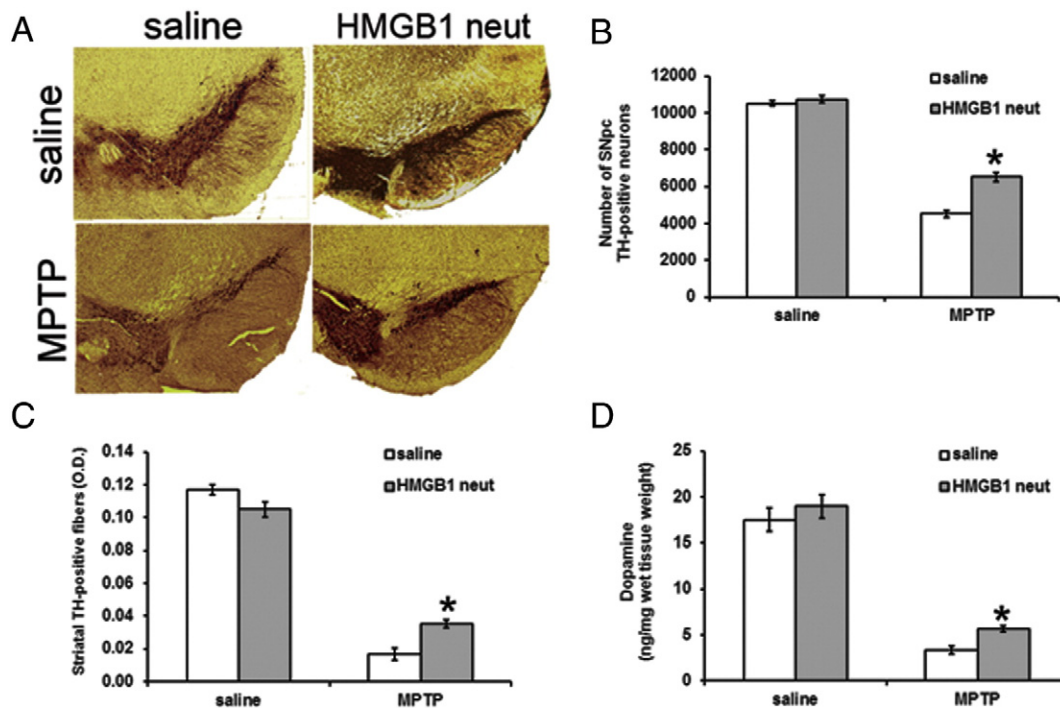 A
saline
HMGB1 neut
saline
MPTP
B
Number of SNpc
TH-positive neurons
12000
10000
8000
6000
4000
2000
0
saline
HMGB1 neut
*
saline
MPTP
C
Striatal TH-positive fibers (O.D.)
0.14
0.12
0.10
0.08
0.06
0.04
0.02
0.00
saline
HMGB1 neut
*
saline
MPTP
D
Dopamine
(ng/mg wet tissue weight)
25
20
15
10
5
0
saline
HMGB1 neut
*
saline
MPTP